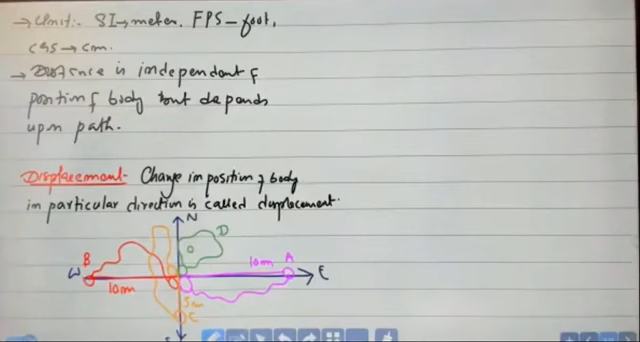 → Unit:- SI→meter. FPS-foot,
CGS→cm.
→ Distance is independent of
position of body but depends
upon path.
Displacement- Change in position of body
in particular direction is called displacement.
N
D
B
10m
A
W
E
10m
5m
C
S